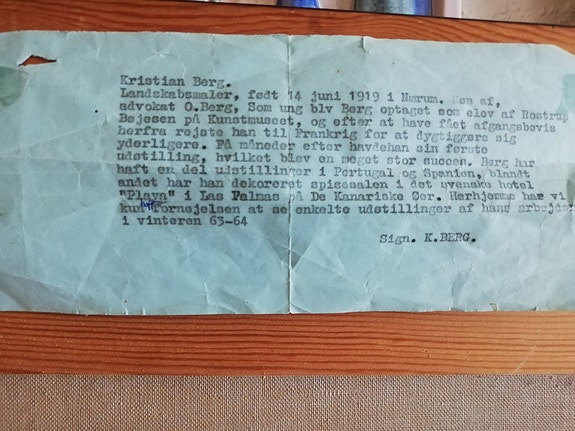 Kristian Berg.
Landskabsmaler, født 14 juni 1919 i Nærum. Søn af,
advokat O.Berg, Som ung blv Berg optaget som elev af Rostrup
Bøjesen på Kunstmuseet, og efter at have fået afgangsbevis
herfra rejste han til Frankrig for at dygtiggøre sig
yderligere. Få måneder efter havdehan sin første
udstilling, hvilket blev en meget stor succes. Berg har
haft en del udstillinger i Portugal og Spanien, blandt
andet har han dekoreret spisesalen i det svenske hotel
"Playa" i Las Palmas på De Kanariske Øer. Herhjemme har vi
kun haft fornøjelsen at se enkelte udstillinger af hans arbejder
i vinteren 63-64
Sign. K.BERG.